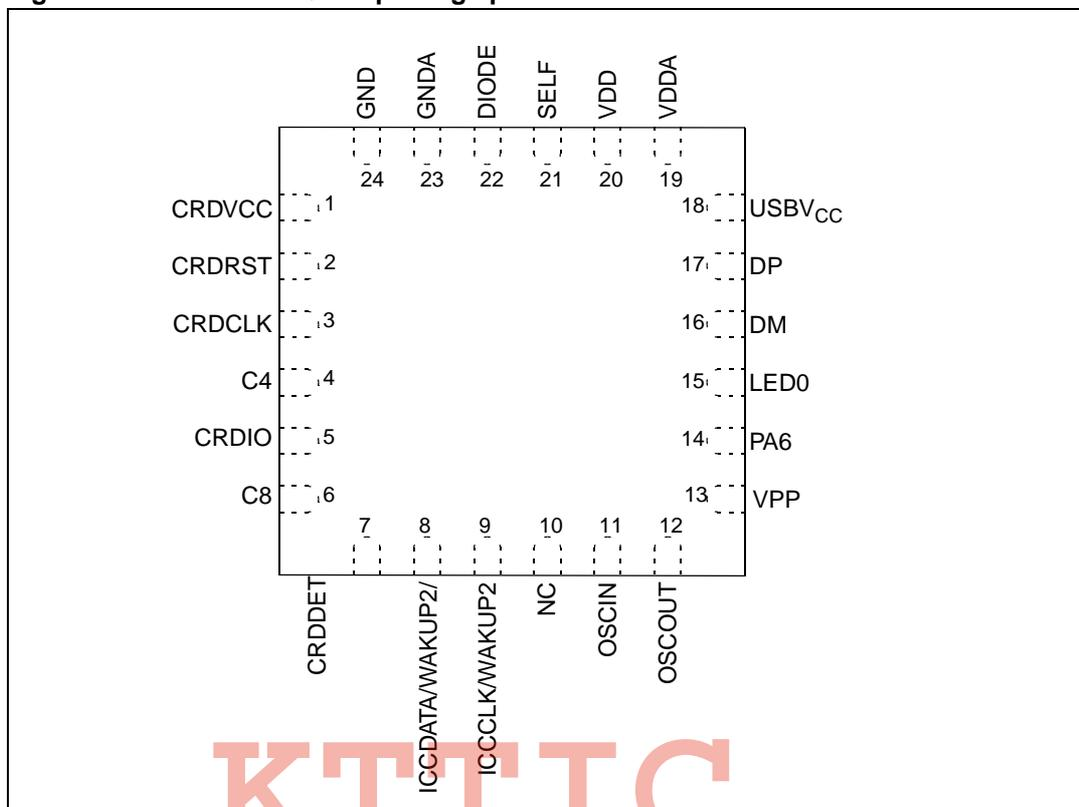 GND
GNDA
DIODE
SELF
VDD
VDDA
24
23
22
21
20
19
CRDVCC 1
18 USBVCC
CRDRST 2
17 DP
CRDCLK 3
16 DM
C4 4
15 LED0
CRDIO 5
14 PA6
C8 6
13 VPP
7
8
9
10
11
12
CRDDET
ICCDATA/WAKUP2/
ICCCLK/WAKUP2
NC
OSCIN
OSCOUT